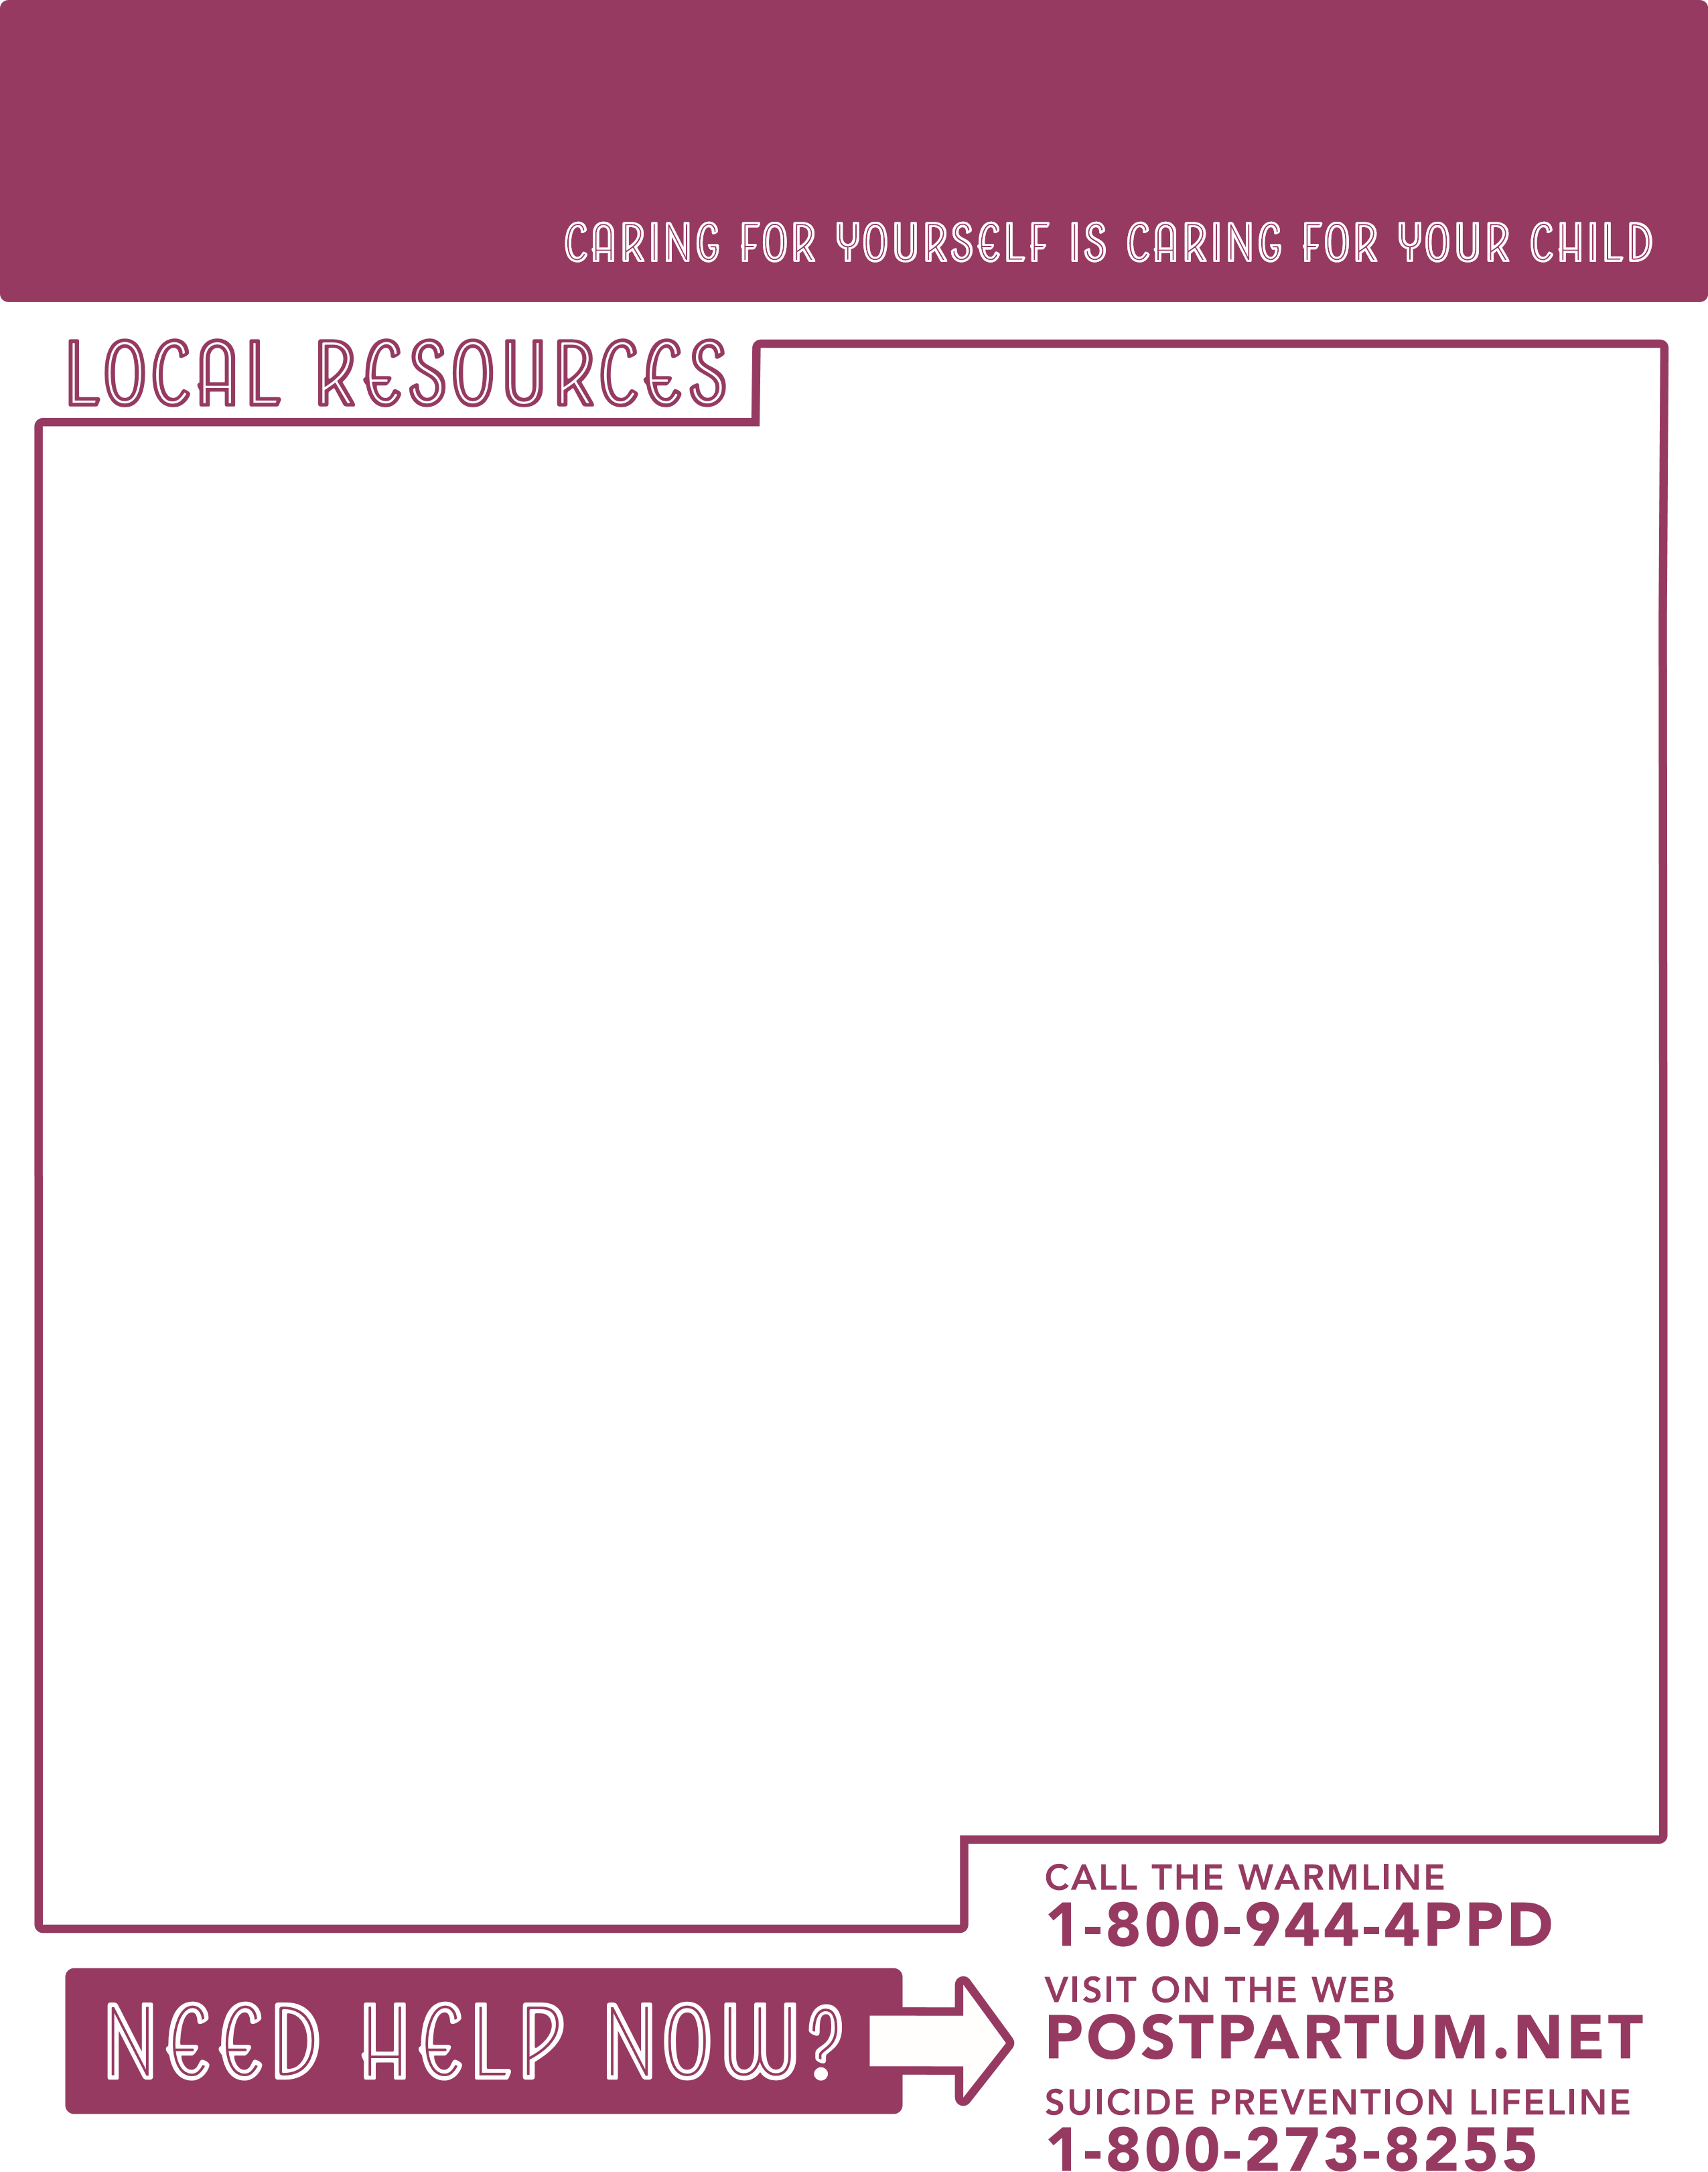 CARING FOR YOURSELF IS CARING FOR YOUR CHILD
LOCAL RESOURCES
CALL THE WARMLINE
1-800-944-4PPD
VISIT ON THE WEB
POSTPARTUM.NET
SUICIDE PREVENTION LIFELINE
1-800-273-8255
NEED HELP NOW?